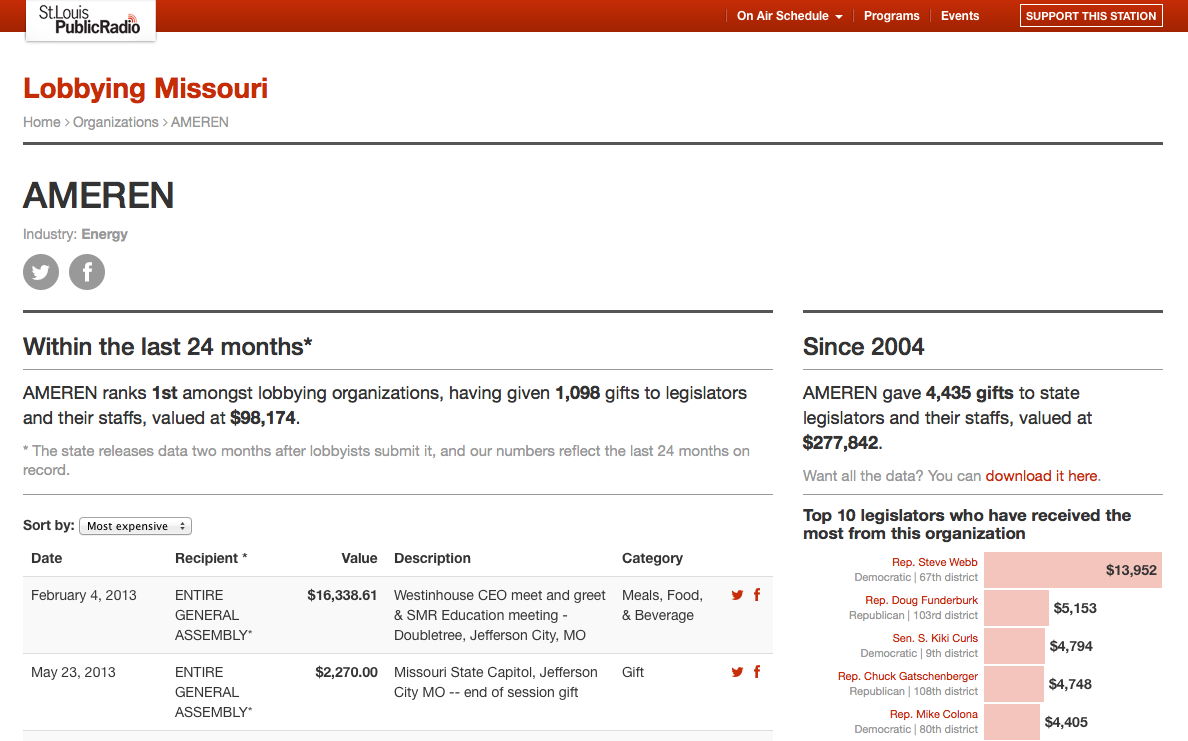 St.Louis
PublicRadio
On Air Schedule
Programs
Events
SUPPORT THIS STATION
Lobbying Missouri
Home > Organizations > AMEREN
AMEREN
Industry: Energy
Within the last 24 months*
AMEREN ranks 1st amongst lobbying organizations, having given 1,098 gifts to legislators
and their staffs, valued at $98,174.
* The state releases data two months after lobbyists submit it, and our numbers reflect the last 24 months on
record.
Sort by: Most expensive
Date Recipient * Value Description Category
February 4, 2013 ENTIRE $16,338.61 Westinhouse CEO meet and greet Meals, Food,
GENERAL & SMR Education meeting - & Beverage
ASSEMBLY* Doubletree, Jefferson City, MO
May 23, 2013 ENTIRE $2,270.00 Missouri State Capitol, Jefferson Gift
GENERAL City MO -- end of session gift
ASSEMBLY*
Since 2004
AMEREN gave 4,435 gifts to state
legislators and their staffs, valued at
$277,842.
Want all the data? You can download it here.
Top 10 legislators who have received the
most from this organization
Rep. Steve Webb
Democratic | 67th district
$13,952
Rep. Doug Funderburk
Republican | 103rd district
$5,153
Sen. S. Kiki Curls
Democratic | 9th district
$4,794
Rep. Chuck Gatschenberger
Republican | 108th district
$4,748
Rep. Mike Colona
Democratic | 80th district
$4,405